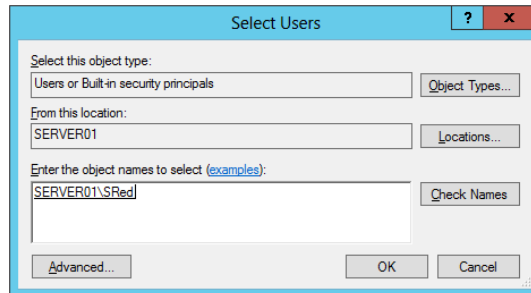 Select Users
? x
Select this object type:
Users or Built-in security principals
Object Types...
From this location:
SERVER01
Locations...
Enter the object names to select (examples):
SERVER01\SRed
Check Names
Advanced...
OK
Cancel